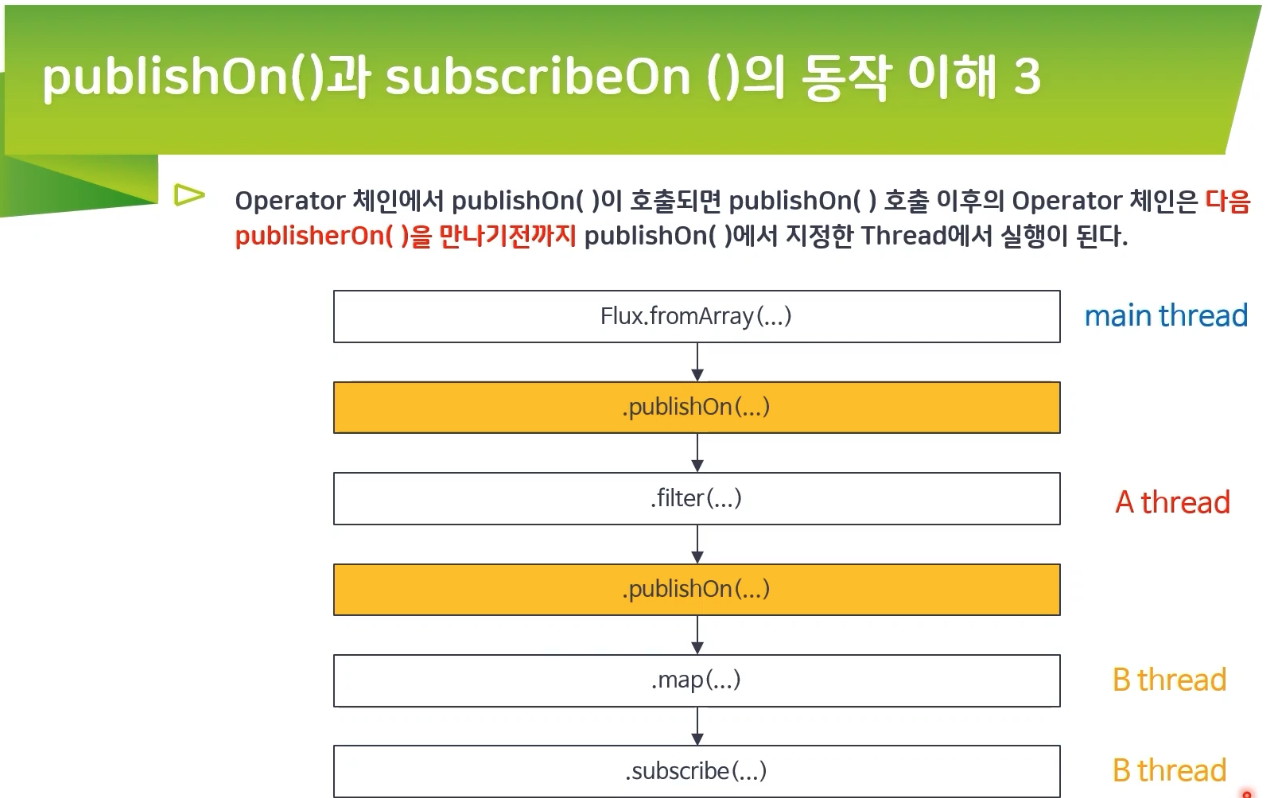 publishOn()과 subscribeOn ()의 동작 이해 3
Operator 체인에서 publishOn( )이 호출되면 publishOn( ) 호출 이후의 Operator 체인은 다음
publisherOn( )을 만나기전까지 publishOn( )에서 지정한 Thread에서 실행이 된다.
Flux.fromArray(...)
main thread
.publishOn(...)
.filter(...)
A thread
.publishOn(...)
.map(...)
B thread
.subscribe(...)
B thread